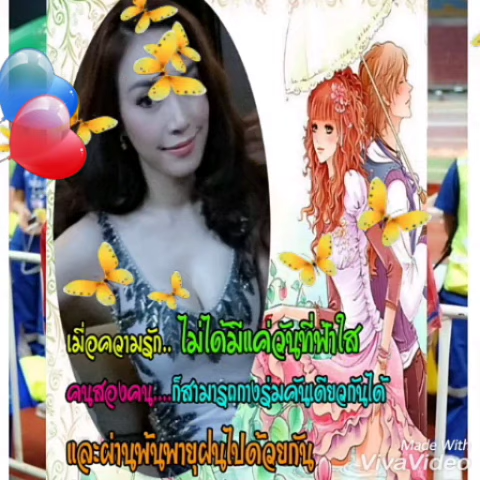 เมื่อความรัก.. ไม่ได้มีแค่วันที่ฟ้าใส
คนสองคน....ก็สามารถกางร่มคันเดียวกันได้
และผ่านพ้นพายุฝนไปด้วยกัน
Made With
VivaVideo